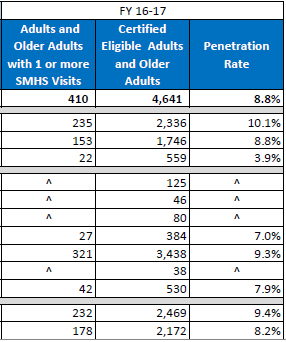 FY 16-17
Adults and Older Adults with 1 or more SMHS Visits Certified Eligible Adults and Older Adults Penetration Rate
410 4,641 8.8%
235 2,336 10.1%
153 1,746 8.8%
22 559 3.9%
^ 125 ^
^ 46 ^
^ 80 ^
27 384 7.0%
321 3,438 9.3%
^ 38 ^
42 530 7.9%
232 2,469 9.4%
178 2,172 8.2%